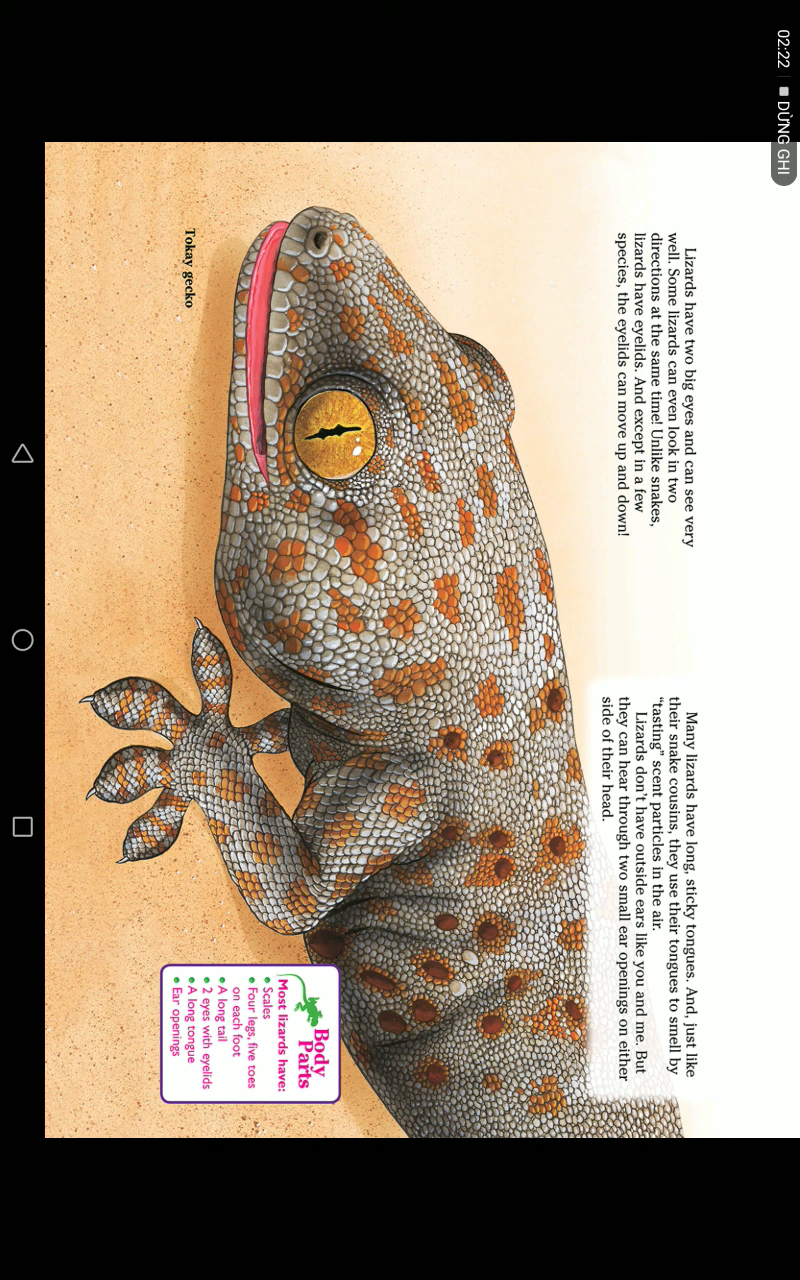 02:22 DỪNG GHI
Lizards have two big eyes and can see very
well. Some lizards can even look in two
directions at the same time! Unlike snakes,
lizards have eyelids. And except in a few
species, the eyelids can move up and down!
Many lizards have long, sticky tongues. And, just like
their snake cousins, they use their tongues to smell by
“tasting” scent particles in the air.
Lizards don’t have outside ears like you and me. But
they can hear through two small ear openings on either
side of their head.
Tokay gecko
Body
Parts
Most lizards have:
• Scales
• Four legs, five toes
on each foot
• A long tail
• 2 eyes with eyelids
• A long tongue
• Ear openings